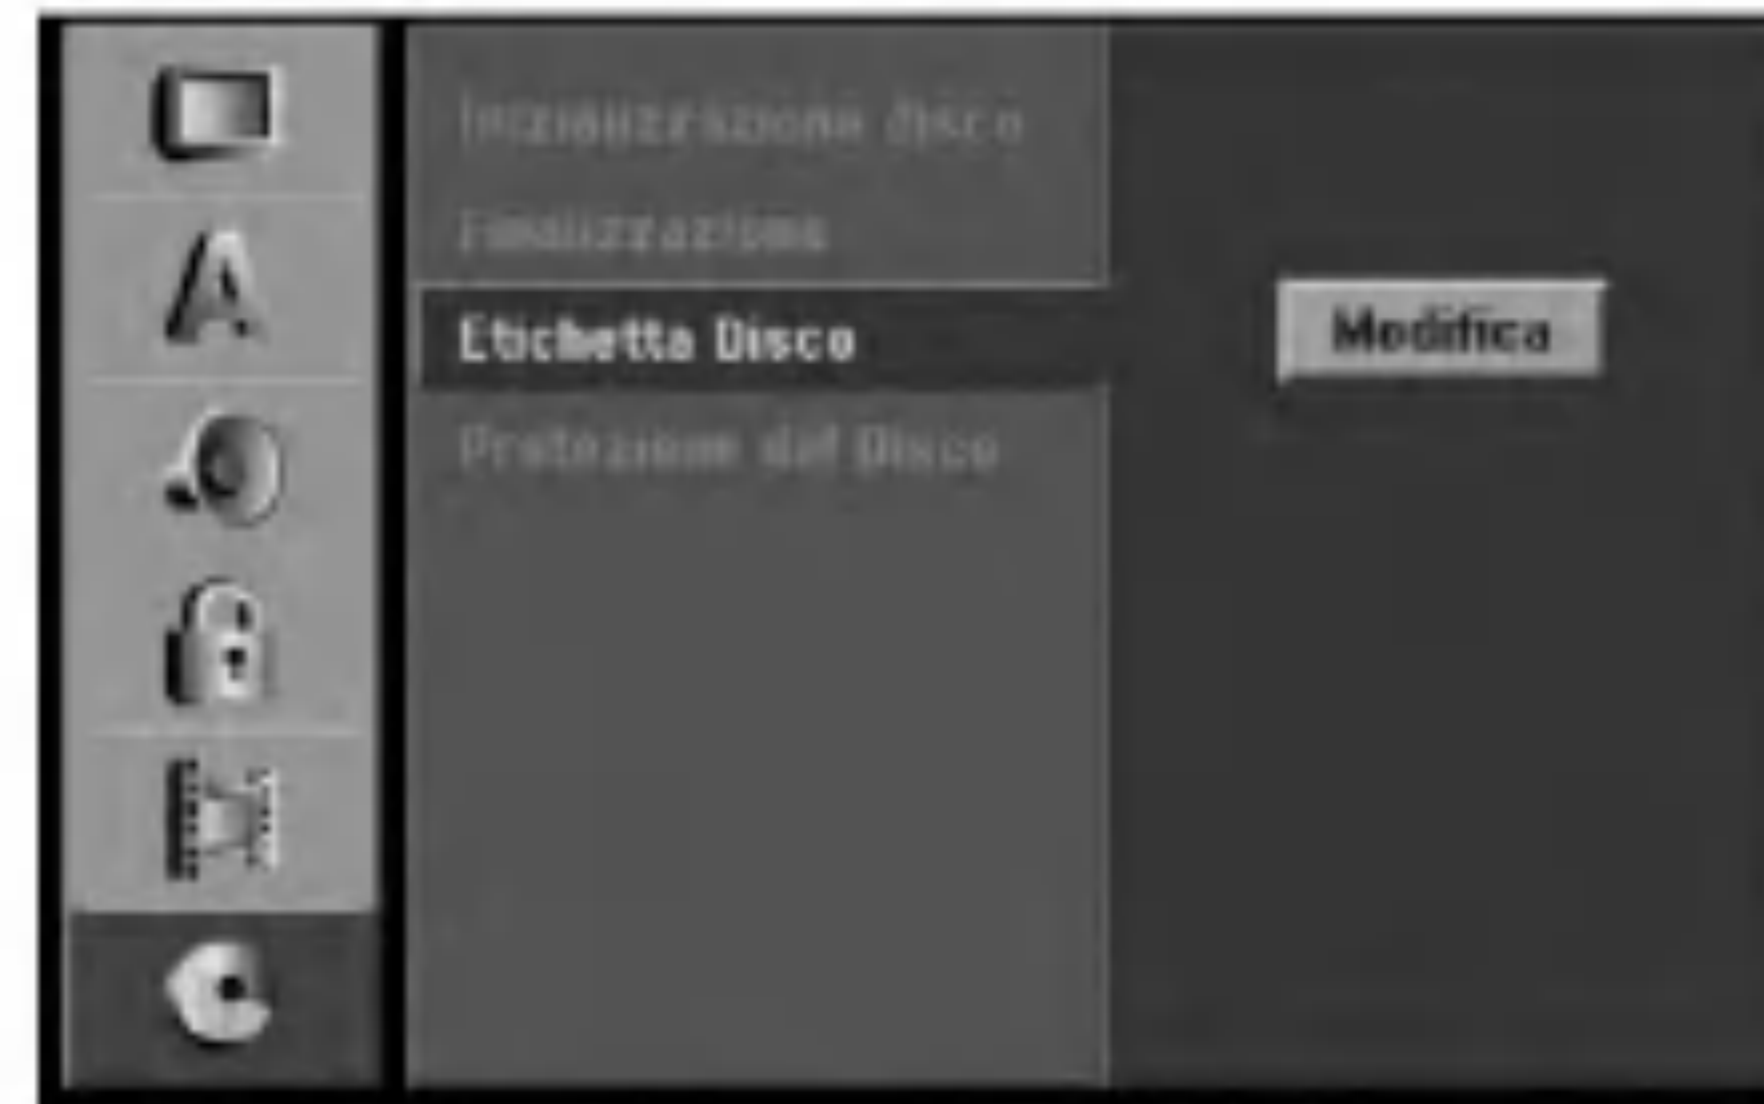 Inizializzazione disco
Finalizzazione
Etichetta Disco
Modifica
Protezione del Disco